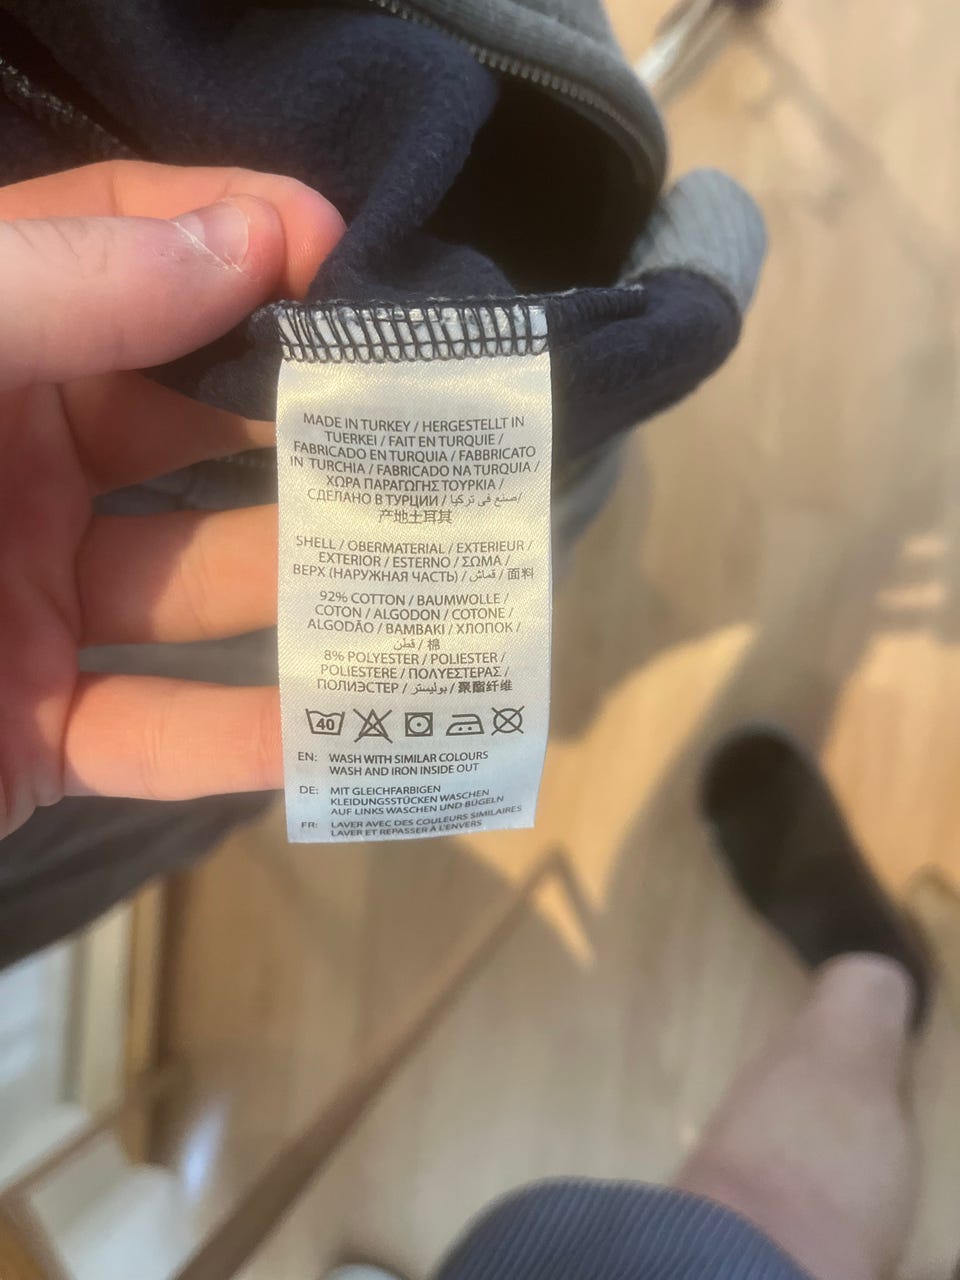 MADE IN TURKEY / HERGESTELLT IN
TUERKEI / FAIT EN TURQUIE /
FABRICADO EN TURQUIA / FABBRICATO
IN TURCHIA / FABRICADO NA TURQUIA /
ΧΩΡΑ ΠΑΡΑΓΩΓΗΣ ΤΟΥΡΚΙΑ /
СДЕЛАНО В ТУРЦИИ / صنع في تركيا /
产地土耳其
SHELL / OBERMATERIAL / EXTERIEUR /
EXTERIOR / ESTERNO / ΣΩΜΑ /
ВЕРХ (НАРУЖНАЯ ЧАСТЬ) / قماش / 面料
92% COTTON / BAUMWOLLE /
COTON / ALGODON / COTONE /
ALGODÃO / BAMBAKI / ХЛОПОК /
قطن / 棉
8% POLYESTER / POLIESTER /
POLIESTERE / ΠΟΛΥΕΣΤΕΡΑΣ /
ПОЛИЭСТЕР / بوليستر / 聚酯纤维
40
EN: WASH WITH SIMILAR COLOURS
WASH AND IRON INSIDE OUT
DE: MIT GLEICHFARBIGEN
KLEIDUNGSSTÜCKEN WASCHEN
AUF LINKS WASCHEN UND BÜGELN
FR: LAVER AVEC DES COULEURS SIMILAIRES
LAVER ET REPASSER À L'ENVERS